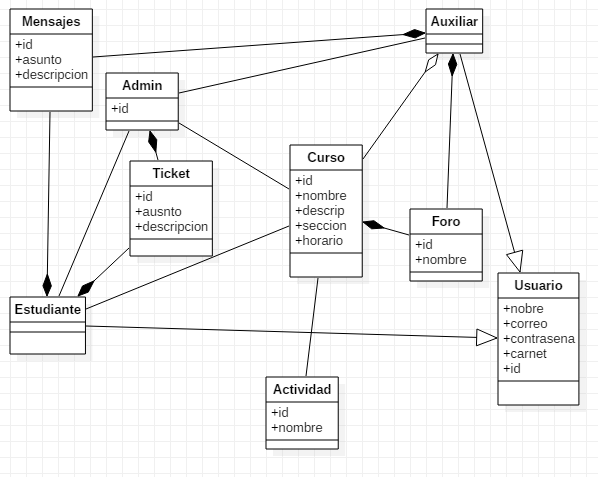 Mensajes
+id
+asunto
+descripcion
Auxiliar
Admin
+id
Ticket
+id
+ausnto
+descripcion
Curso
+id
+nombre
+descrip
+seccion
+horario
Foro
+id
+nombre
Usuario
+nobre
+correo
+contrasena
+carnet
+id
Estudiante
Actividad
+id
+nombre